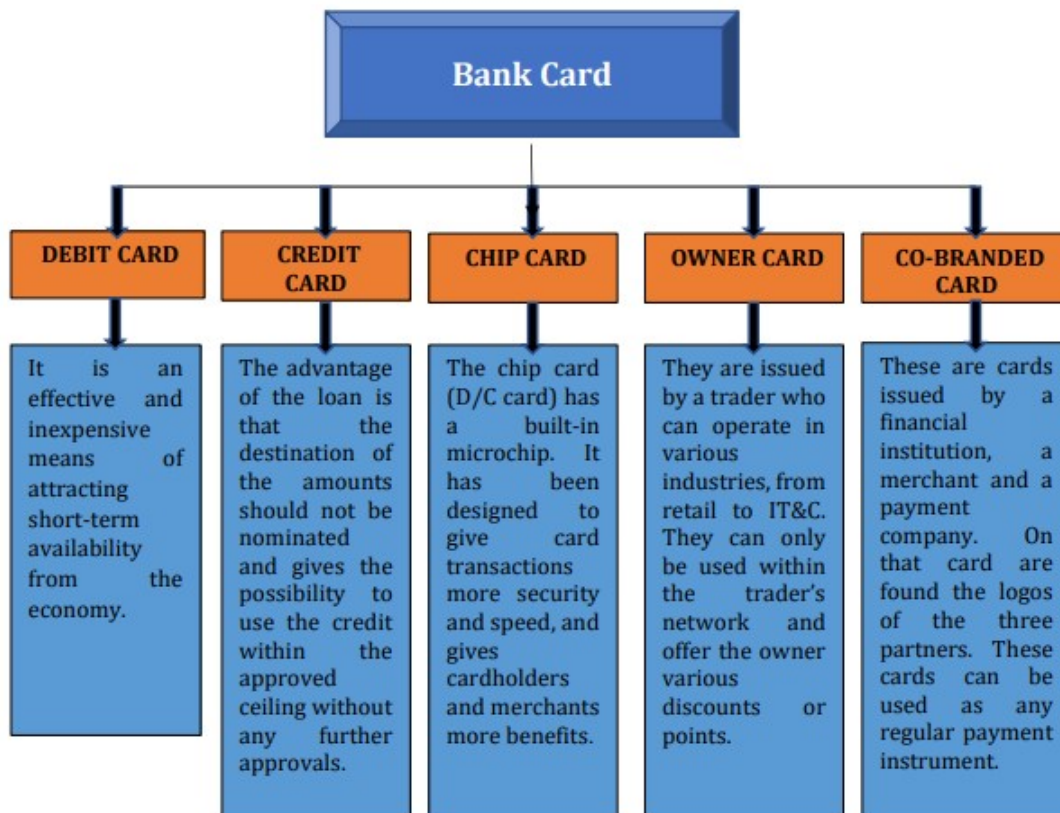 Bank Card
DEBIT CARD
CREDIT
CARD
CHIP CARD
OWNER CARD
CO-BRANDED
CARD
It is an
effective and
inexpensive
means of
attracting
short-term
availability
from the
economy.
The advantage
of the loan is
that the
destination of
the amounts
should not be
nominated
and gives the
possibility to
use the credit
within the
approved
ceiling without
any further
approvals.
The chip card
(D/C card) has
a built-in
microchip. It
has been
designed to
give card
transactions
more security
and speed, and
gives
cardholders
and merchants
more benefits.
They are issued
by a trader who
can operate in
various
industries, from
retail to IT&C.
They can only
be used within
the trader's
network and
offer the owner
various
discounts or
points.
These are cards
issued by a
financial
institution, a
merchant and a
payment
company. On
that card are
found the logos
of the three
partners. These
cards can be
used as any
regular payment
instrument.